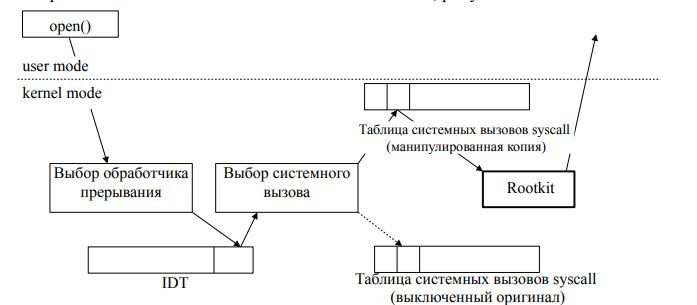 open()
user mode
kernel mode
Таблица системных вызовов syscall
(манипулированная копия)
Выбор обработчика
прерывания
Выбор системного
вызова
Rootkit
IDT
Таблица системных вызовов syscall
(выключенный оригинал)